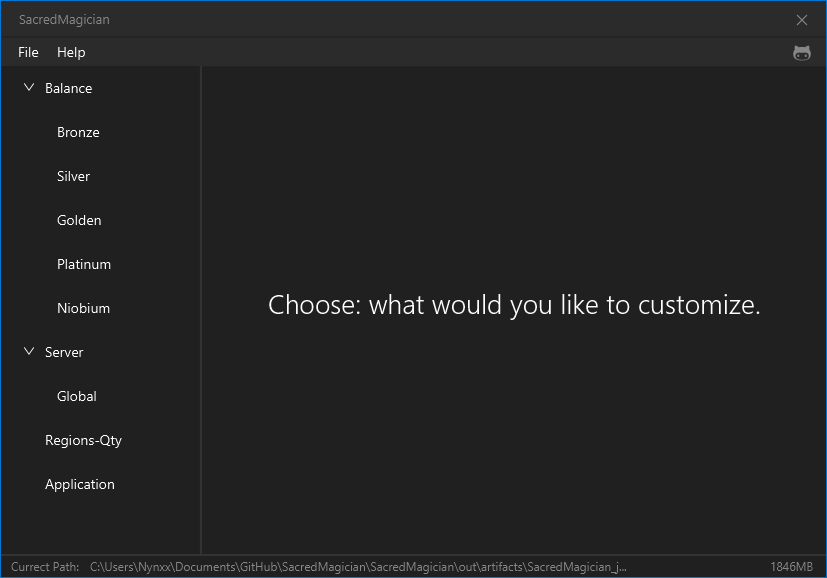 SacredMagician
File Help
Balance
Bronze
Silver
Golden
Platinum
Niobium
Server
Global
Regions-Qty
Application
Choose: what would you like to customize.
Currect Path: C:\Users\Nynxx\Documents\GitHub\SacredMagician\SacredMagician\out\artifacts\SacredMagician_j... 1846MB